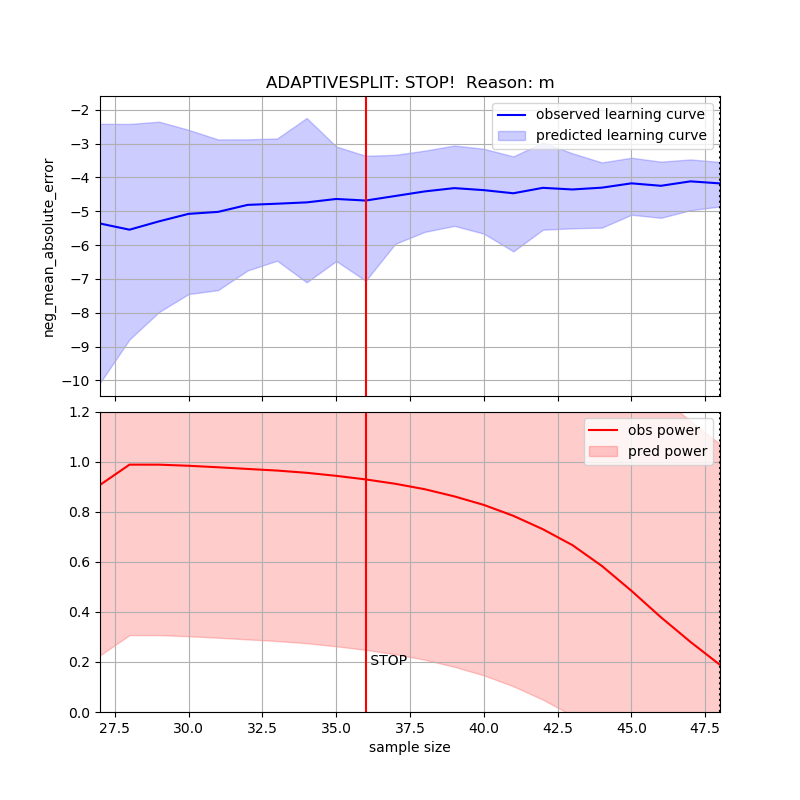 ADAPTIVESPLIT: STOP!  Reason: m
observed learning curve
predicted learning curve
neg_mean_absolute_error
−2
−3
−4
−5
−6
−7
−8
−9
−10
obs power
pred power
1.2
1.0
0.8
0.6
0.4
0.2
0.0
STOP
27.5 30.0 32.5 35.0 37.5 40.0 42.5 45.0 47.5
sample size